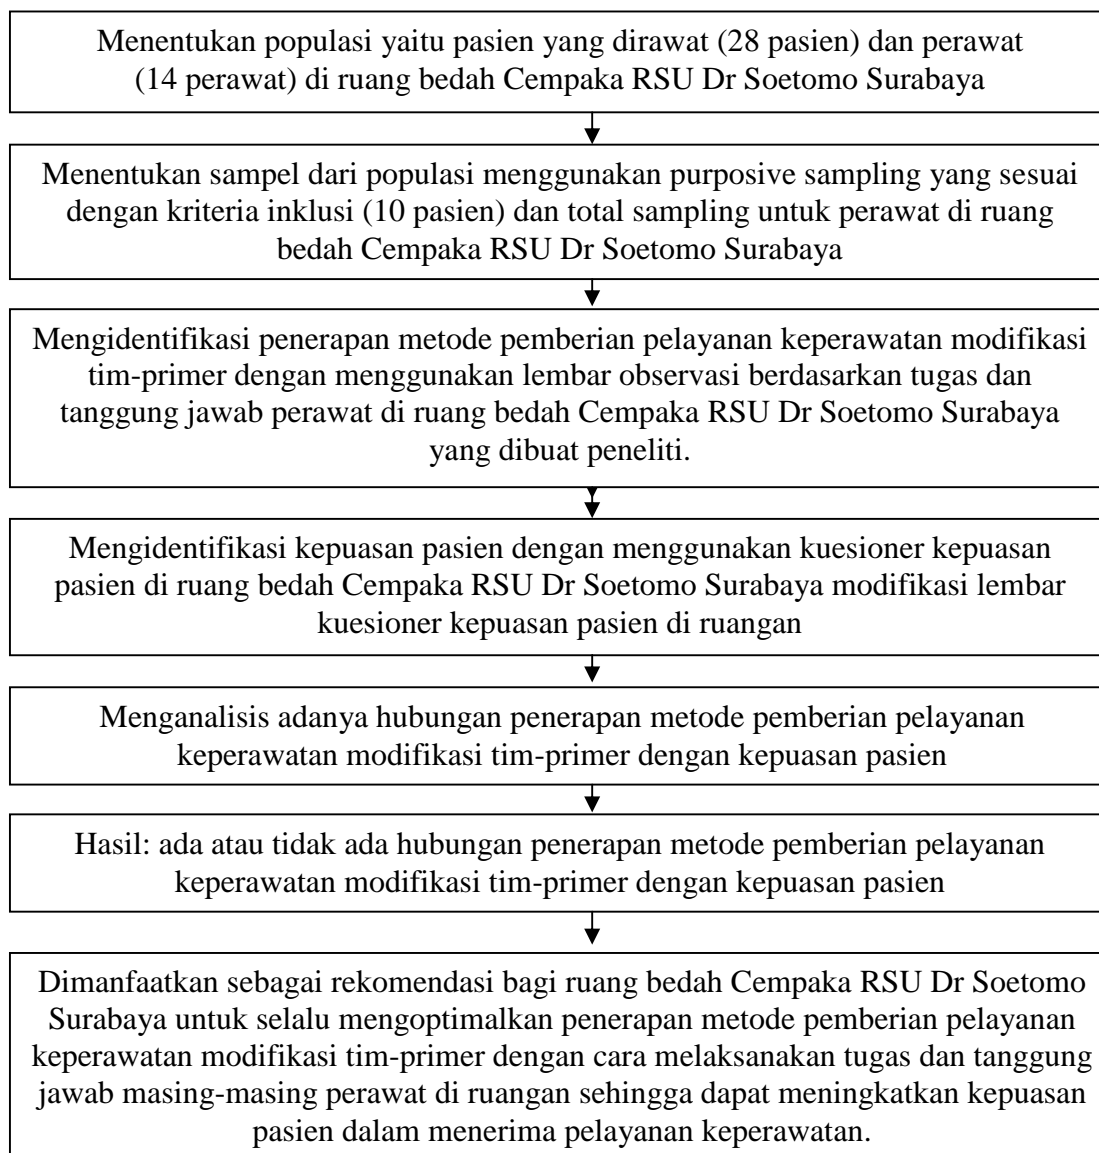 Menentukan populasi yaitu pasien yang dirawat (28 pasien) dan perawat
(14 perawat) di ruang bedah Cempaka RSU Dr Soetomo Surabaya
Menentukan sampel dari populasi menggunakan purposive sampling yang sesuai
dengan kriteria inklusi (10 pasien) dan total sampling untuk perawat di ruang
bedah Cempaka RSU Dr Soetomo Surabaya
Mengidentifikasi penerapan metode pemberian pelayanan keperawatan modifikasi
tim-primer dengan menggunakan lembar observasi berdasarkan tugas dan
tanggung jawab perawat di ruang bedah Cempaka RSU Dr Soetomo Surabaya
yang dibuat peneliti.
Mengidentifikasi kepuasan pasien dengan menggunakan kuesioner kepuasan
pasien di ruang bedah Cempaka RSU Dr Soetomo Surabaya modifikasi lembar
kuesioner kepuasan pasien di ruangan
Menganalisis adanya hubungan penerapan metode pemberian pelayanan
keperawatan modifikasi tim-primer dengan kepuasan pasien
Hasil: ada atau tidak ada hubungan penerapan metode pemberian pelayanan
keperawatan modifikasi tim-primer dengan kepuasan pasien
Dimanfaatkan sebagai rekomendasi bagi ruang bedah Cempaka RSU Dr Soetomo
Surabaya untuk selalu mengoptimalkan penerapan metode pemberian pelayanan
keperawatan modifikasi tim-primer dengan cara melaksanakan tugas dan tanggung
jawab masing-masing perawat di ruangan sehingga dapat meningkatkan kepuasan
pasien dalam menerima pelayanan keperawatan.